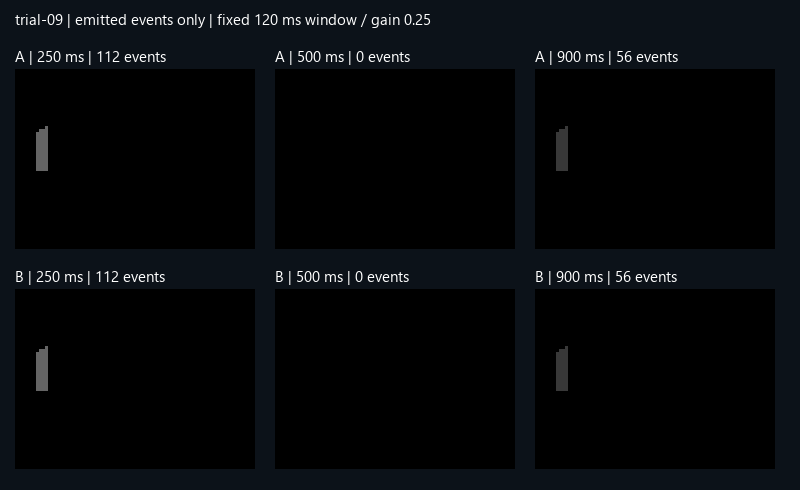 trial-09 | emitted events only | fixed 120 ms window / gain 0.25
A | 250 ms | 112 events
A | 500 ms | 0 events
A | 900 ms | 56 events
B | 250 ms | 112 events
B | 500 ms | 0 events
B | 900 ms | 56 events